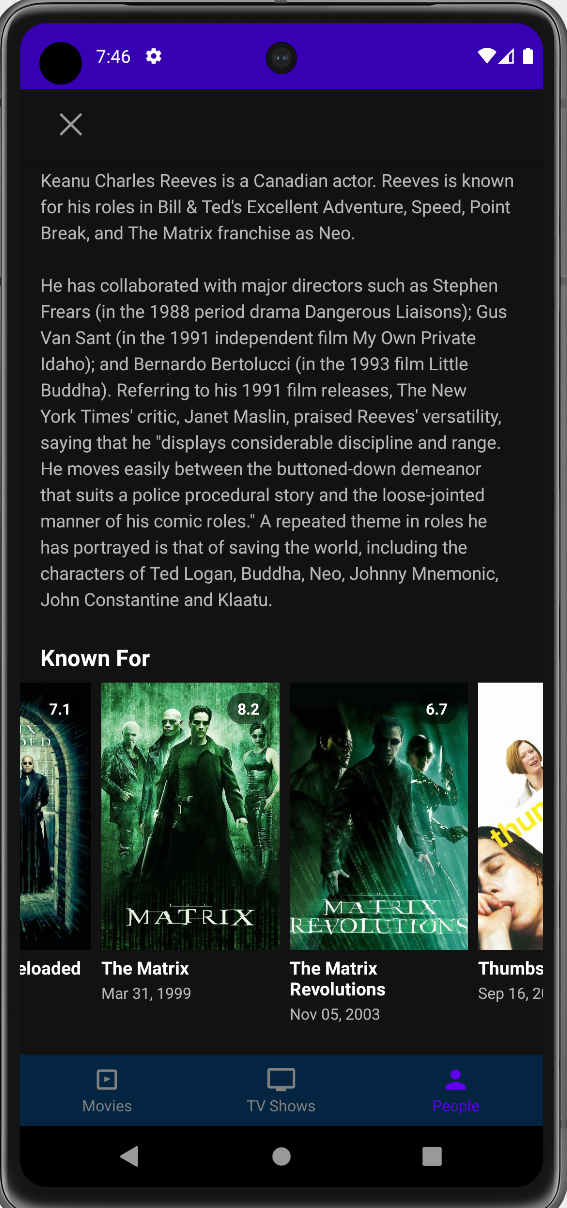 7:46
Keanu Charles Reeves is a Canadian actor. Reeves is known
for his roles in Bill & Ted's Excellent Adventure, Speed, Point
Break, and The Matrix franchise as Neo.
He has collaborated with major directors such as Stephen
Frears (in the 1988 period drama Dangerous Liaisons); Gus
Van Sant (in the 1991 independent film My Own Private
Idaho); and Bernardo Bertolucci (in the 1993 film Little
Buddha). Referring to his 1991 film releases, The New
York Times' critic, Janet Maslin, praised Reeves' versatility,
saying that he "displays considerable discipline and range.
He moves easily between the buttoned-down demeanor
that suits a police procedural story and the loose-jointed
manner of his comic roles." A repeated theme in roles he
has portrayed is that of saving the world, including the
characters of Ted Logan, Buddha, Neo, Johnny Mnemonic,
John Constantine and Klaatu.
Known For
7.1
8.2
6.7
MATRIX
MATRIX
REVOLUTIONS
thum
eloaded
The Matrix
Mar 31, 1999
The Matrix
Revolutions
Nov 05, 2003
Thumbs
Sep 16, 2
Movies
TV Shows
People